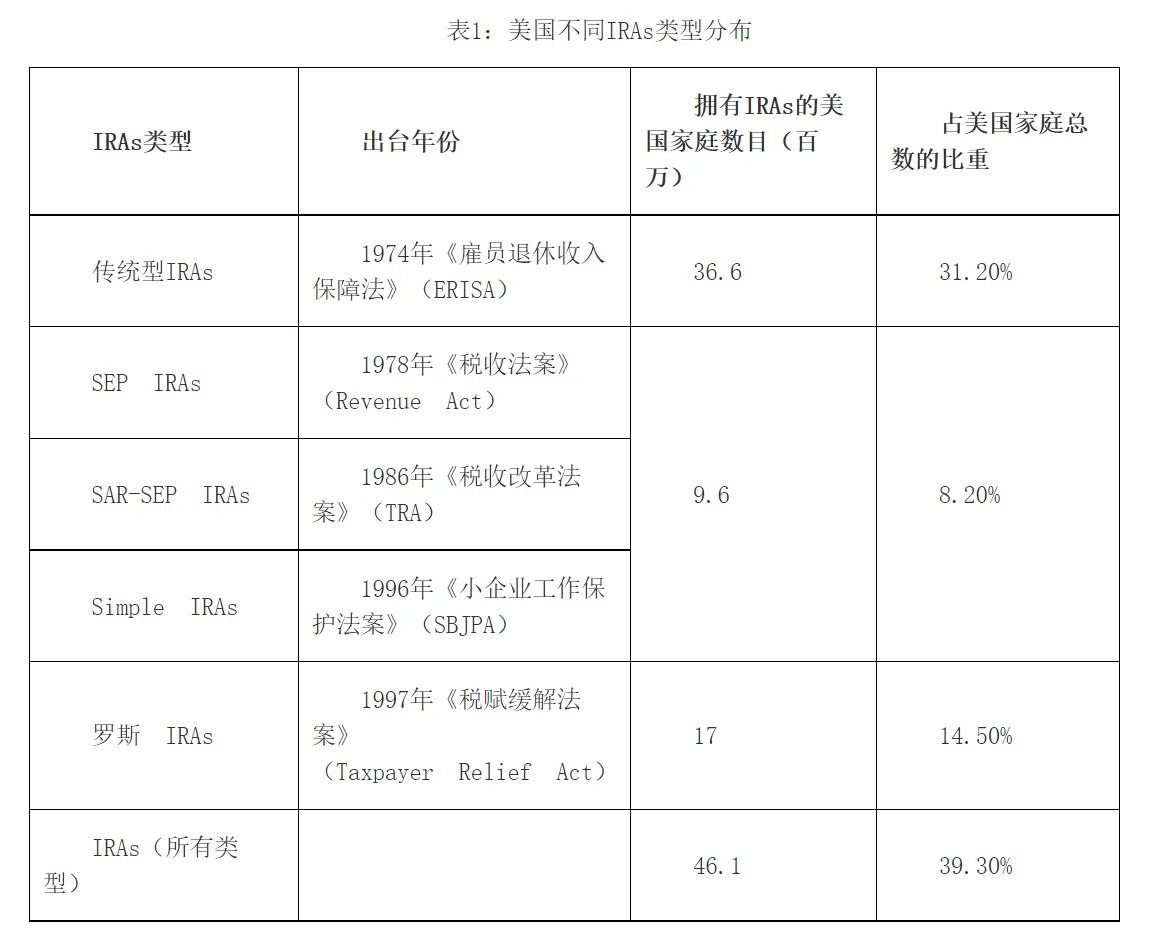 表1：美国不同IRAs类型分布
IRAs类型
出台年份
拥有IRAs的美
国家庭数目（百
万）
占美国家庭总
数的比重
传统型IRAs
1974年《雇员退休收入
保障法》（ERISA）
36.6
31.20%
SEP IRAs
1978年《税收法案》
（Revenue Act）
9.6
8.20%
SAR-SEP IRAs
1986年《税收改革法
案》（TRA）
Simple IRAs
1996年《小企业工作保
护法案》（SBJPA）
罗斯 IRAs
1997年《税赋缓解法
案》
（Taxpayer Relief Act）
17
14.50%
IRAs（所有类
型）
46.1
39.30%